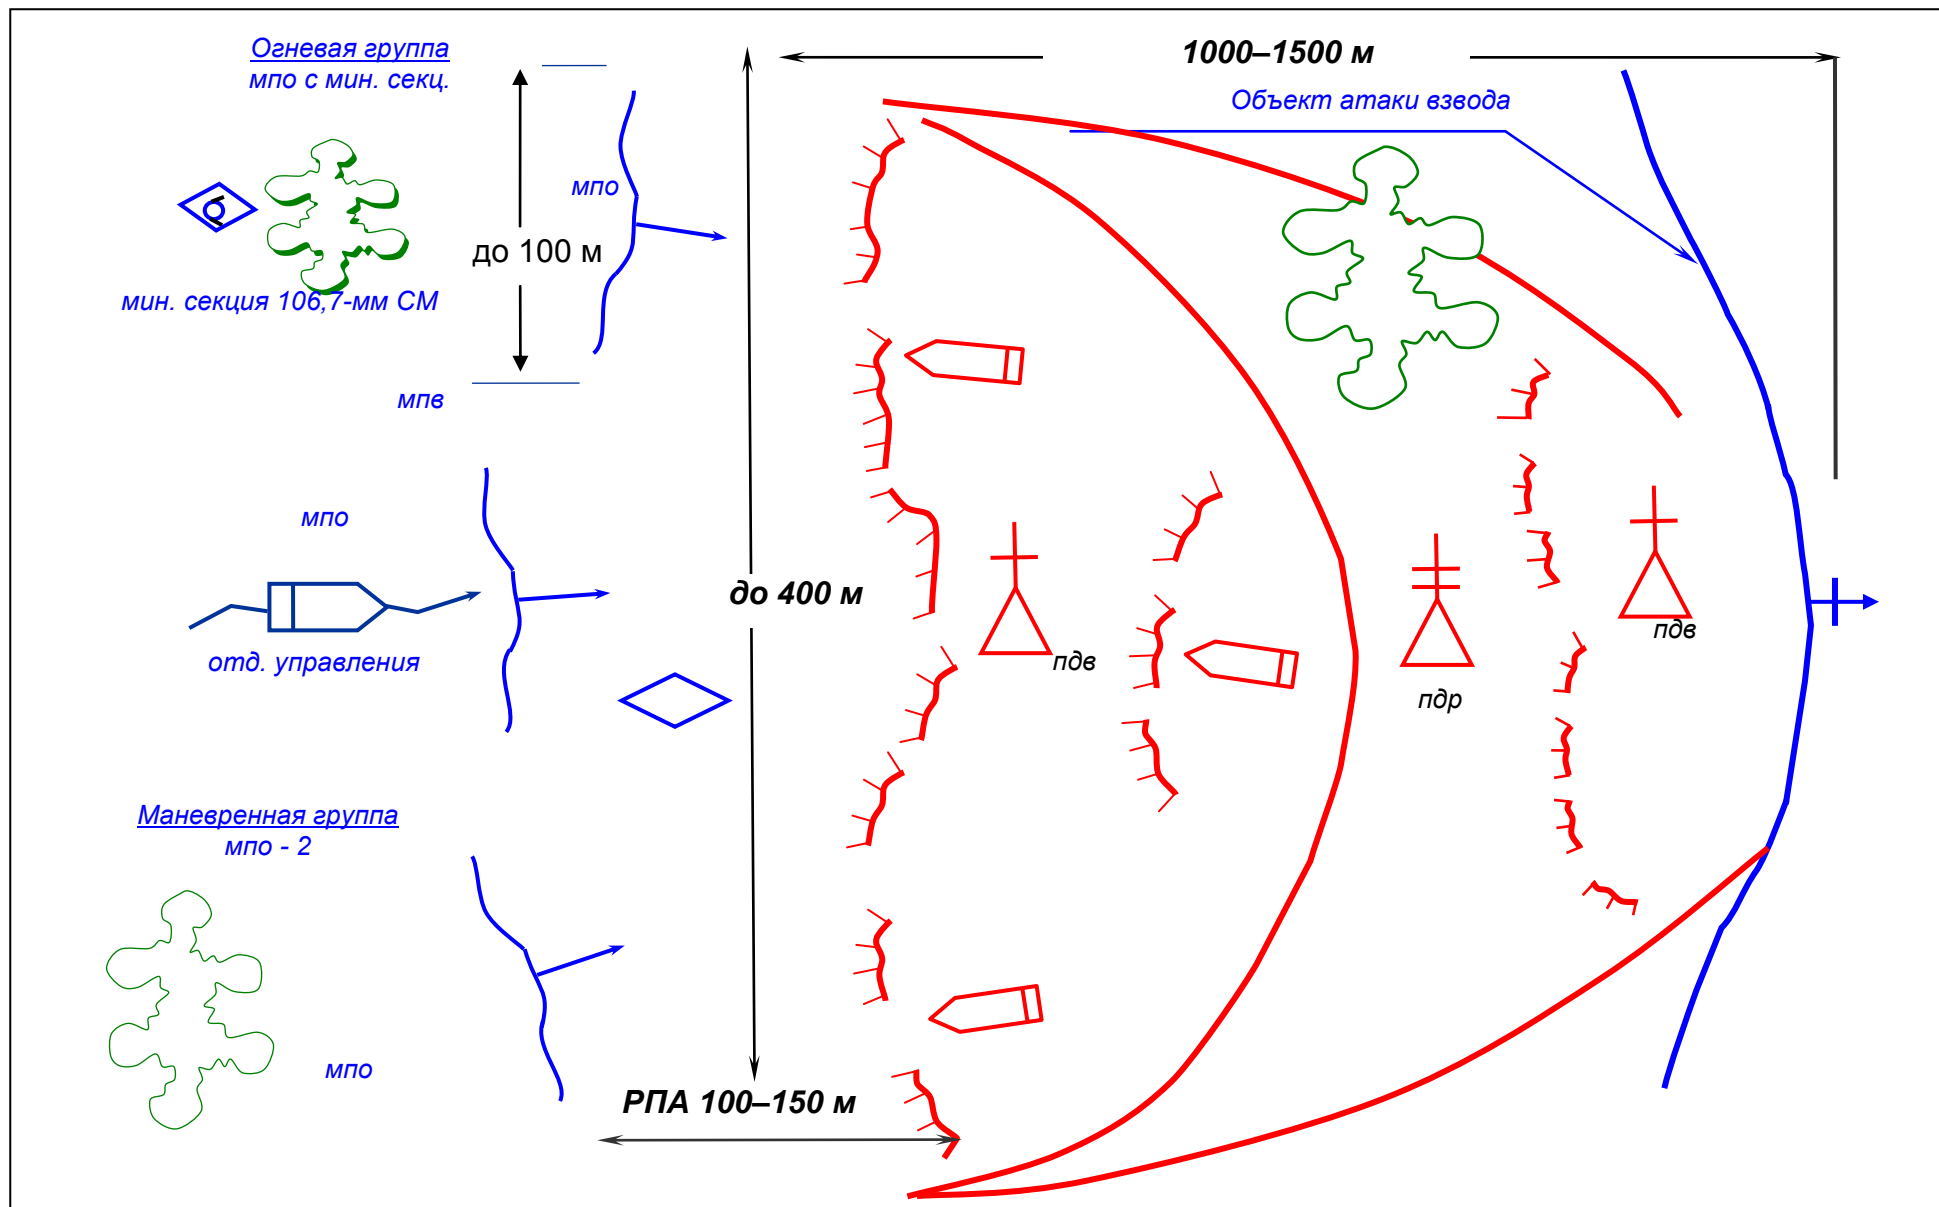 Огневая группа
мпо с мин. секц.
1000–1500 м
Объект атаки взвода
мпо
до 100 м
мин. секция 106,7-мм СМ
мпв
мпо
до 400 м
отд. управления
пдв
пдр
пдв
Маневренная группа
мпо - 2
мпо
РПА 100–150 м